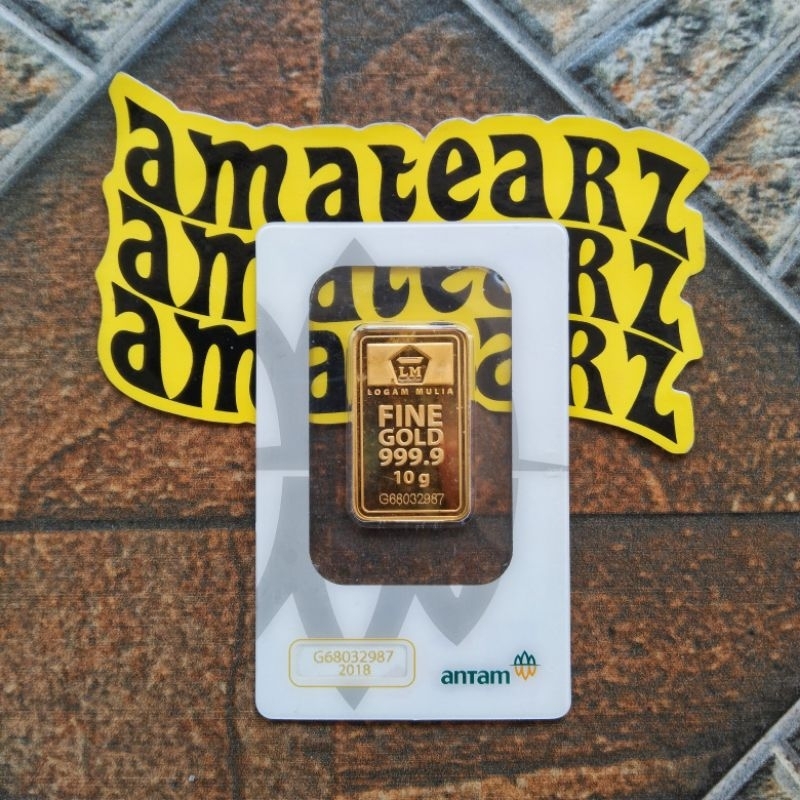 amateaRZ
amateaRZ
amateaRZ
LM
LOGAM MULIA
FINE
GOLD
999.9
10 g
G68032987
G68032987
2018
antam